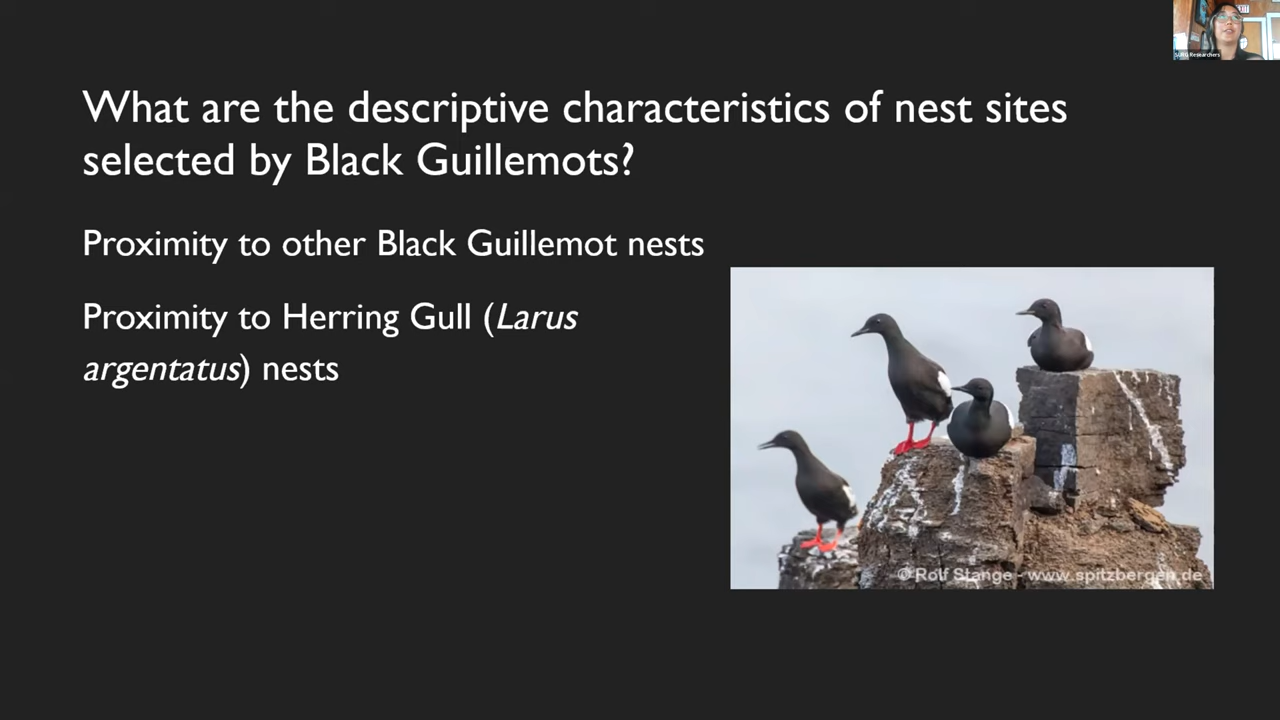 What are the descriptive characteristics of nest sites
selected by Black Guillemots?
Proximity to other Black Guillemot nests
Proximity to Herring Gull (Larus
argentatus) nests
© Rolf Stange - www.spitzbergen.de
Researchers